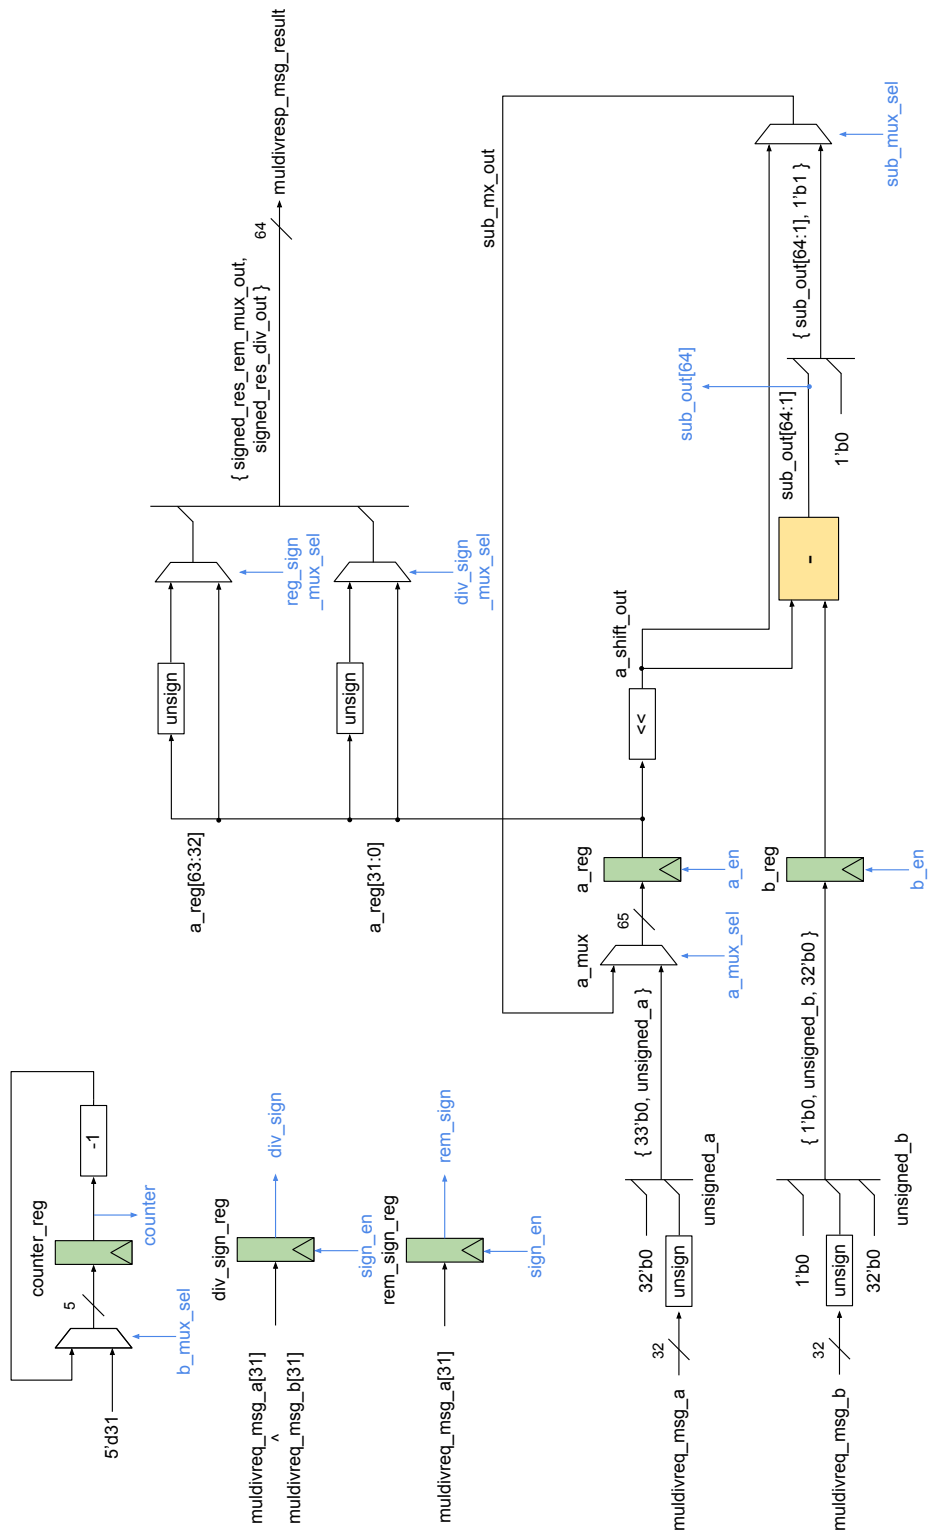 counter_reg
5
5'd31
b_mux_sel
-1
counter
div_sign_reg
muldivreq_msg_a[31]
^
muldivreq_msg_b[31]
sign_en
div_sign
rem_sign_reg
muldivreq_msg_a[31]
sign_en
rem_sign
a_reg[63:32]
unsign
reg_sign
_mux_sel
a_reg[31:0]
unsign
div_sign
_mux_sel
{ signed_res_rem_mux_out,
signed_res_div_out }
64
muldivresp_msg_result
sub_mx_out
muldivreq_msg_a
32
32'b0
unsign
unsigned_a
{ 33'b0, unsigned_a }
a_mux
65
a_mux_sel
a_reg
a_en
<<
a_shift_out
muldivreq_msg_b
32
1'b0
unsign
32'b0
unsigned_b
{ 1'b0, unsigned_b, 32'b0 }
b_reg
b_en
-
sub_out[64]
sub_out[64:1]
1'b0
{ sub_out[64:1], 1'b1 }
sub_mux_sel